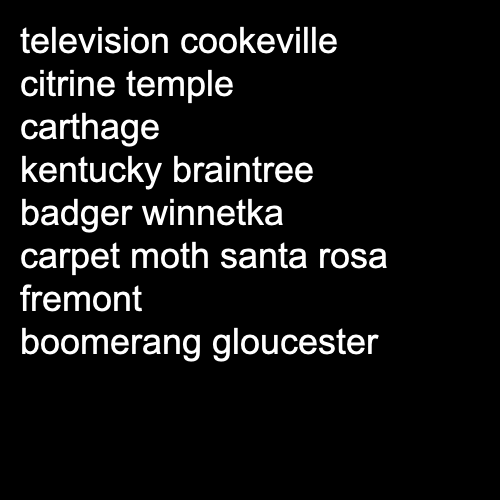 television cookeville
citrine temple
carthage
kentucky braintree
badger winnetka
carpet moth santa rosa
fremont
boomerang gloucester